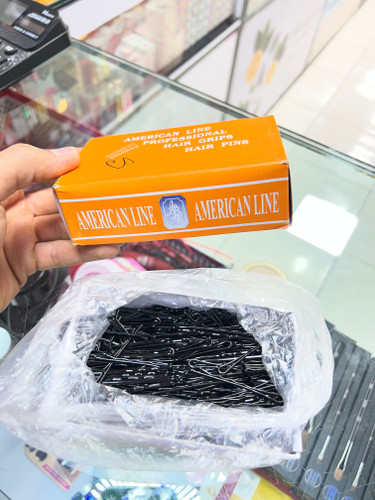 AMERICAN LINE
PROFESSIONAL
HAIR GRIPS
HAIR PINS
S
AMERICAN LINE AMERICAN LINE